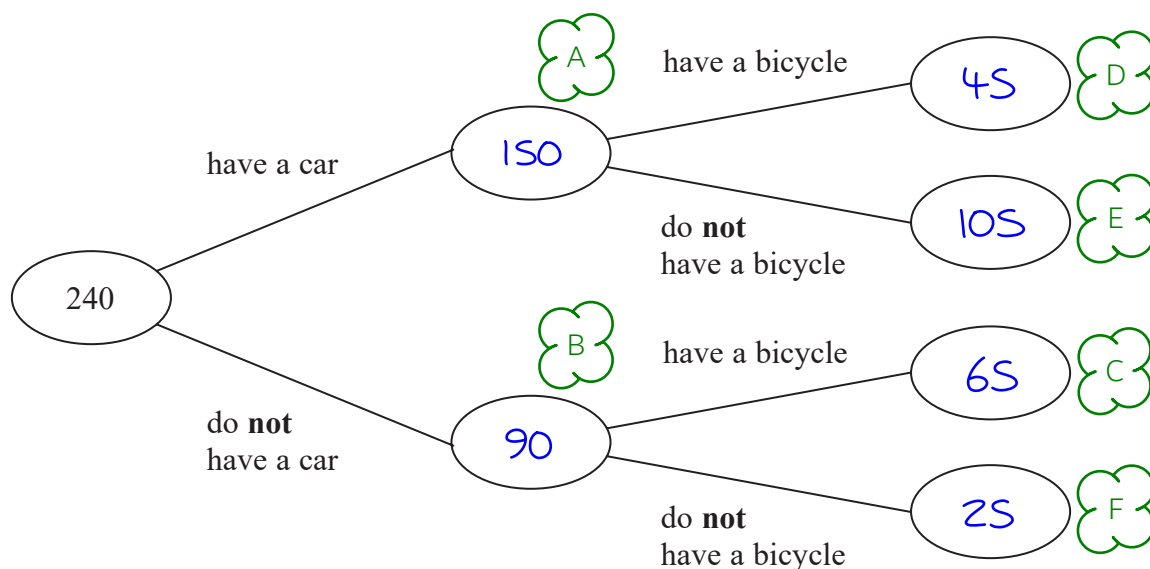 A
have a bicycle
45
D
150
have a car
105
E
do not
have a bicycle
240
B
have a bicycle
65
C
do not
have a car
90
25
F
do not
have a bicycle